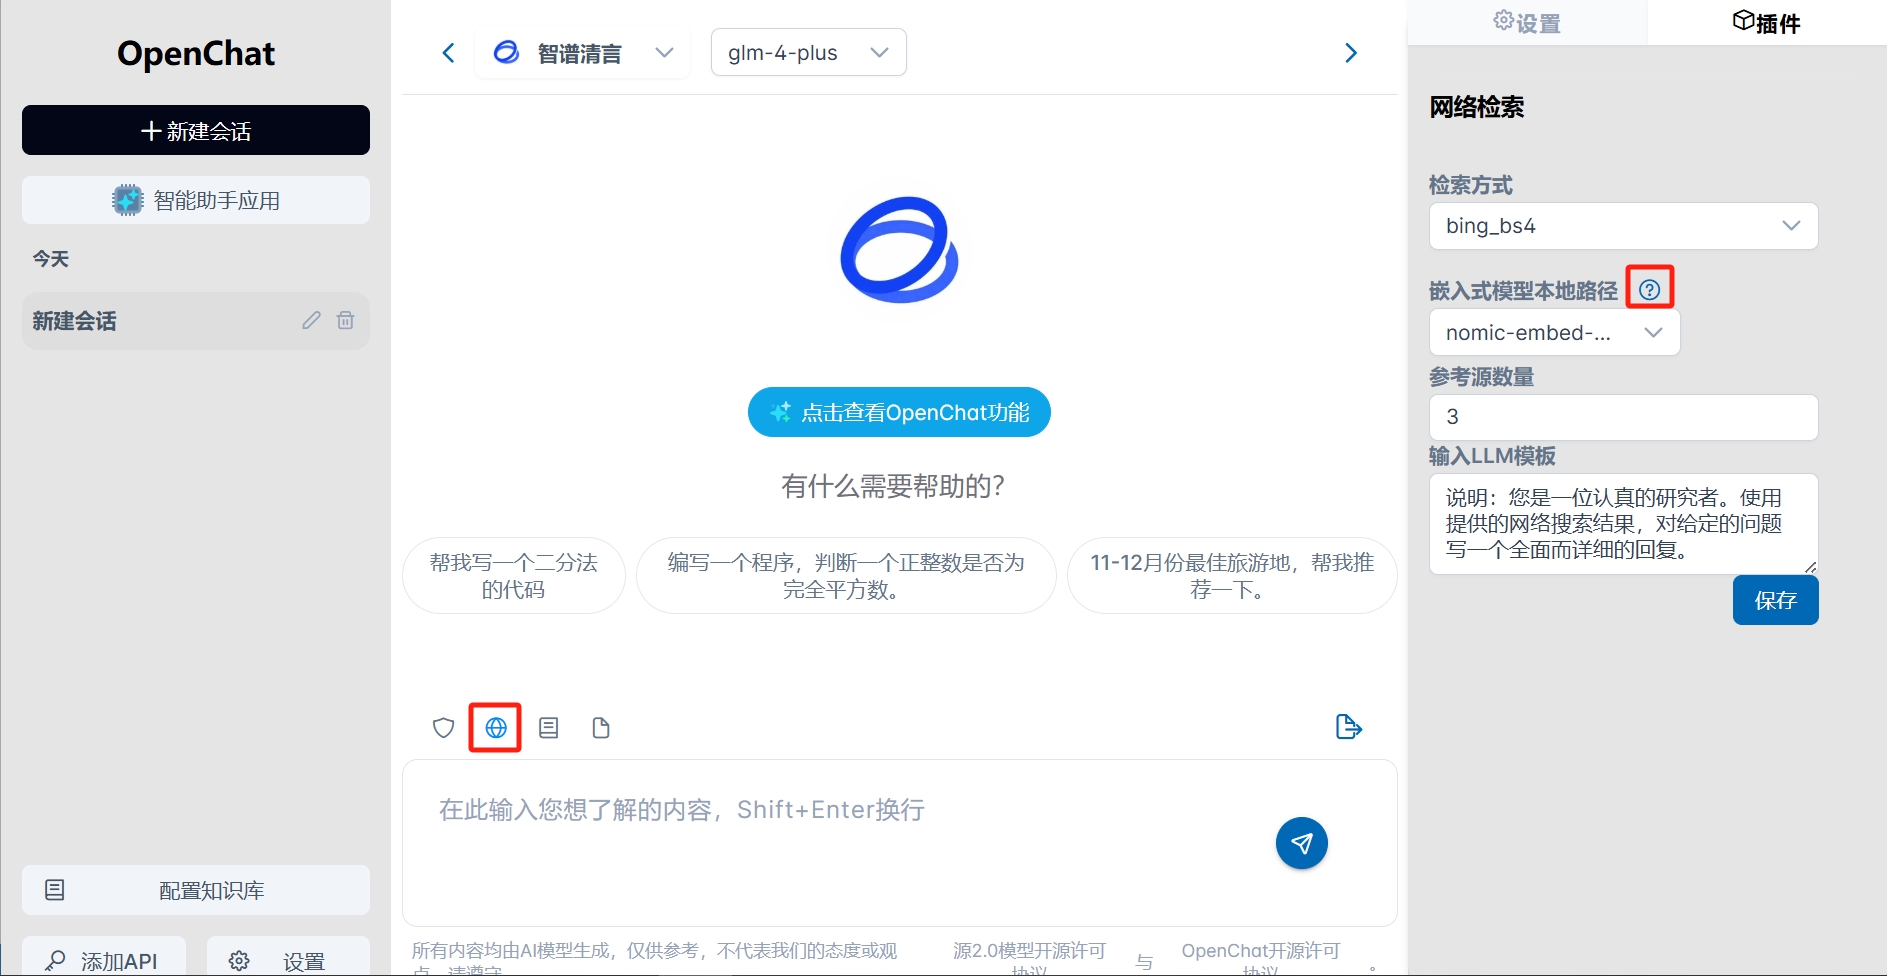 OpenChat
新建会话
智能助手应用
今天
新建会话
配置知识库
添加API
设置
智谱清言
glm-4-plus
点击查看OpenChat功能
有什么需要帮助的？
帮我写一个二分法
的代码
编写一个程序，判断一个正整数是否为
完全平方数。
11-12月份最佳旅游地，帮我推
荐一下。
在此输入您想了解的内容，Shift+Enter换行
所有内容均由AI模型生成，仅供参考，不代表我们的态度或观
点，请遵守
源2.0模型开源许可
协议
与
OpenChat开源许可
协议
。
设置
插件
网络检索
检索方式
bing_bs4
嵌入式模型本地路径
nomic-embed-...
参考源数量
3
输入LLM模板
说明：您是一位认真的研究者。使用
提供的网络搜索结果，对给定的问题
写一个全面而详细的回复。
保存